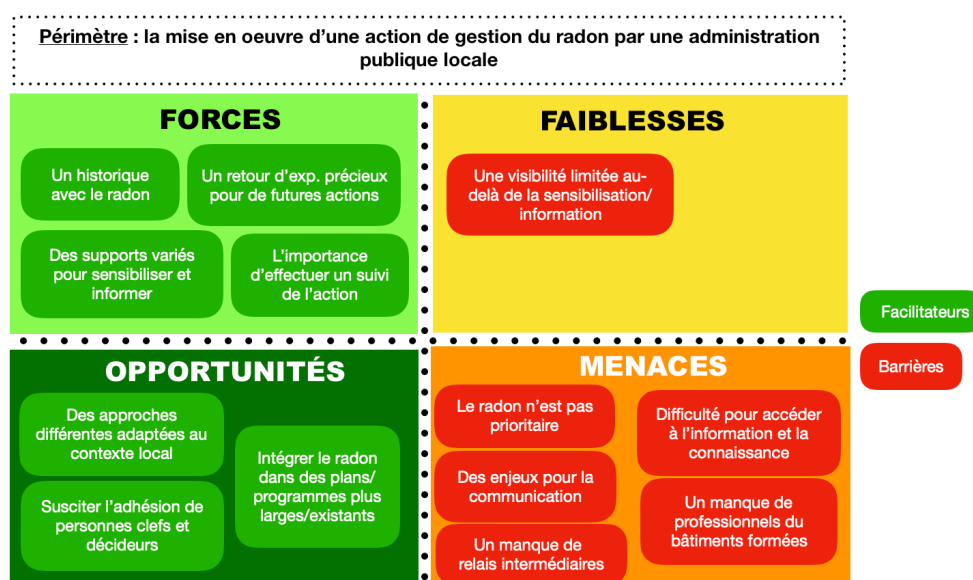 Périmètre : la mise en oeuvre d'une action de gestion du radon par une administration
publique locale
FORCES
Un historique
avec le radon
Un retour d'exp. précieux
pour de futures actions
Des supports variés
pour sensibiliser et
informer
L'importance
d'effectuer un suivi
de l'action
FAIBLESSES
Une visibilité limitée au-
delà de la sensibilisation/
information
Facilitateurs
Barrières
OPPORTUNITÉS
Des approches
différentes adaptées au
contexte local
Susciter l'adhésion de
personnes clefs et
décideurs
Intégrer le radon
dans des plans/
programmes plus
larges/existants
MENACES
Le radon n'est pas
prioritaire
Des enjeux pour la
communication
Un manque de
relais intermédiaires
Difficulté pour accéder
à l'information et la
connaissance
Un manque de
professionnels du
bâtiments formées